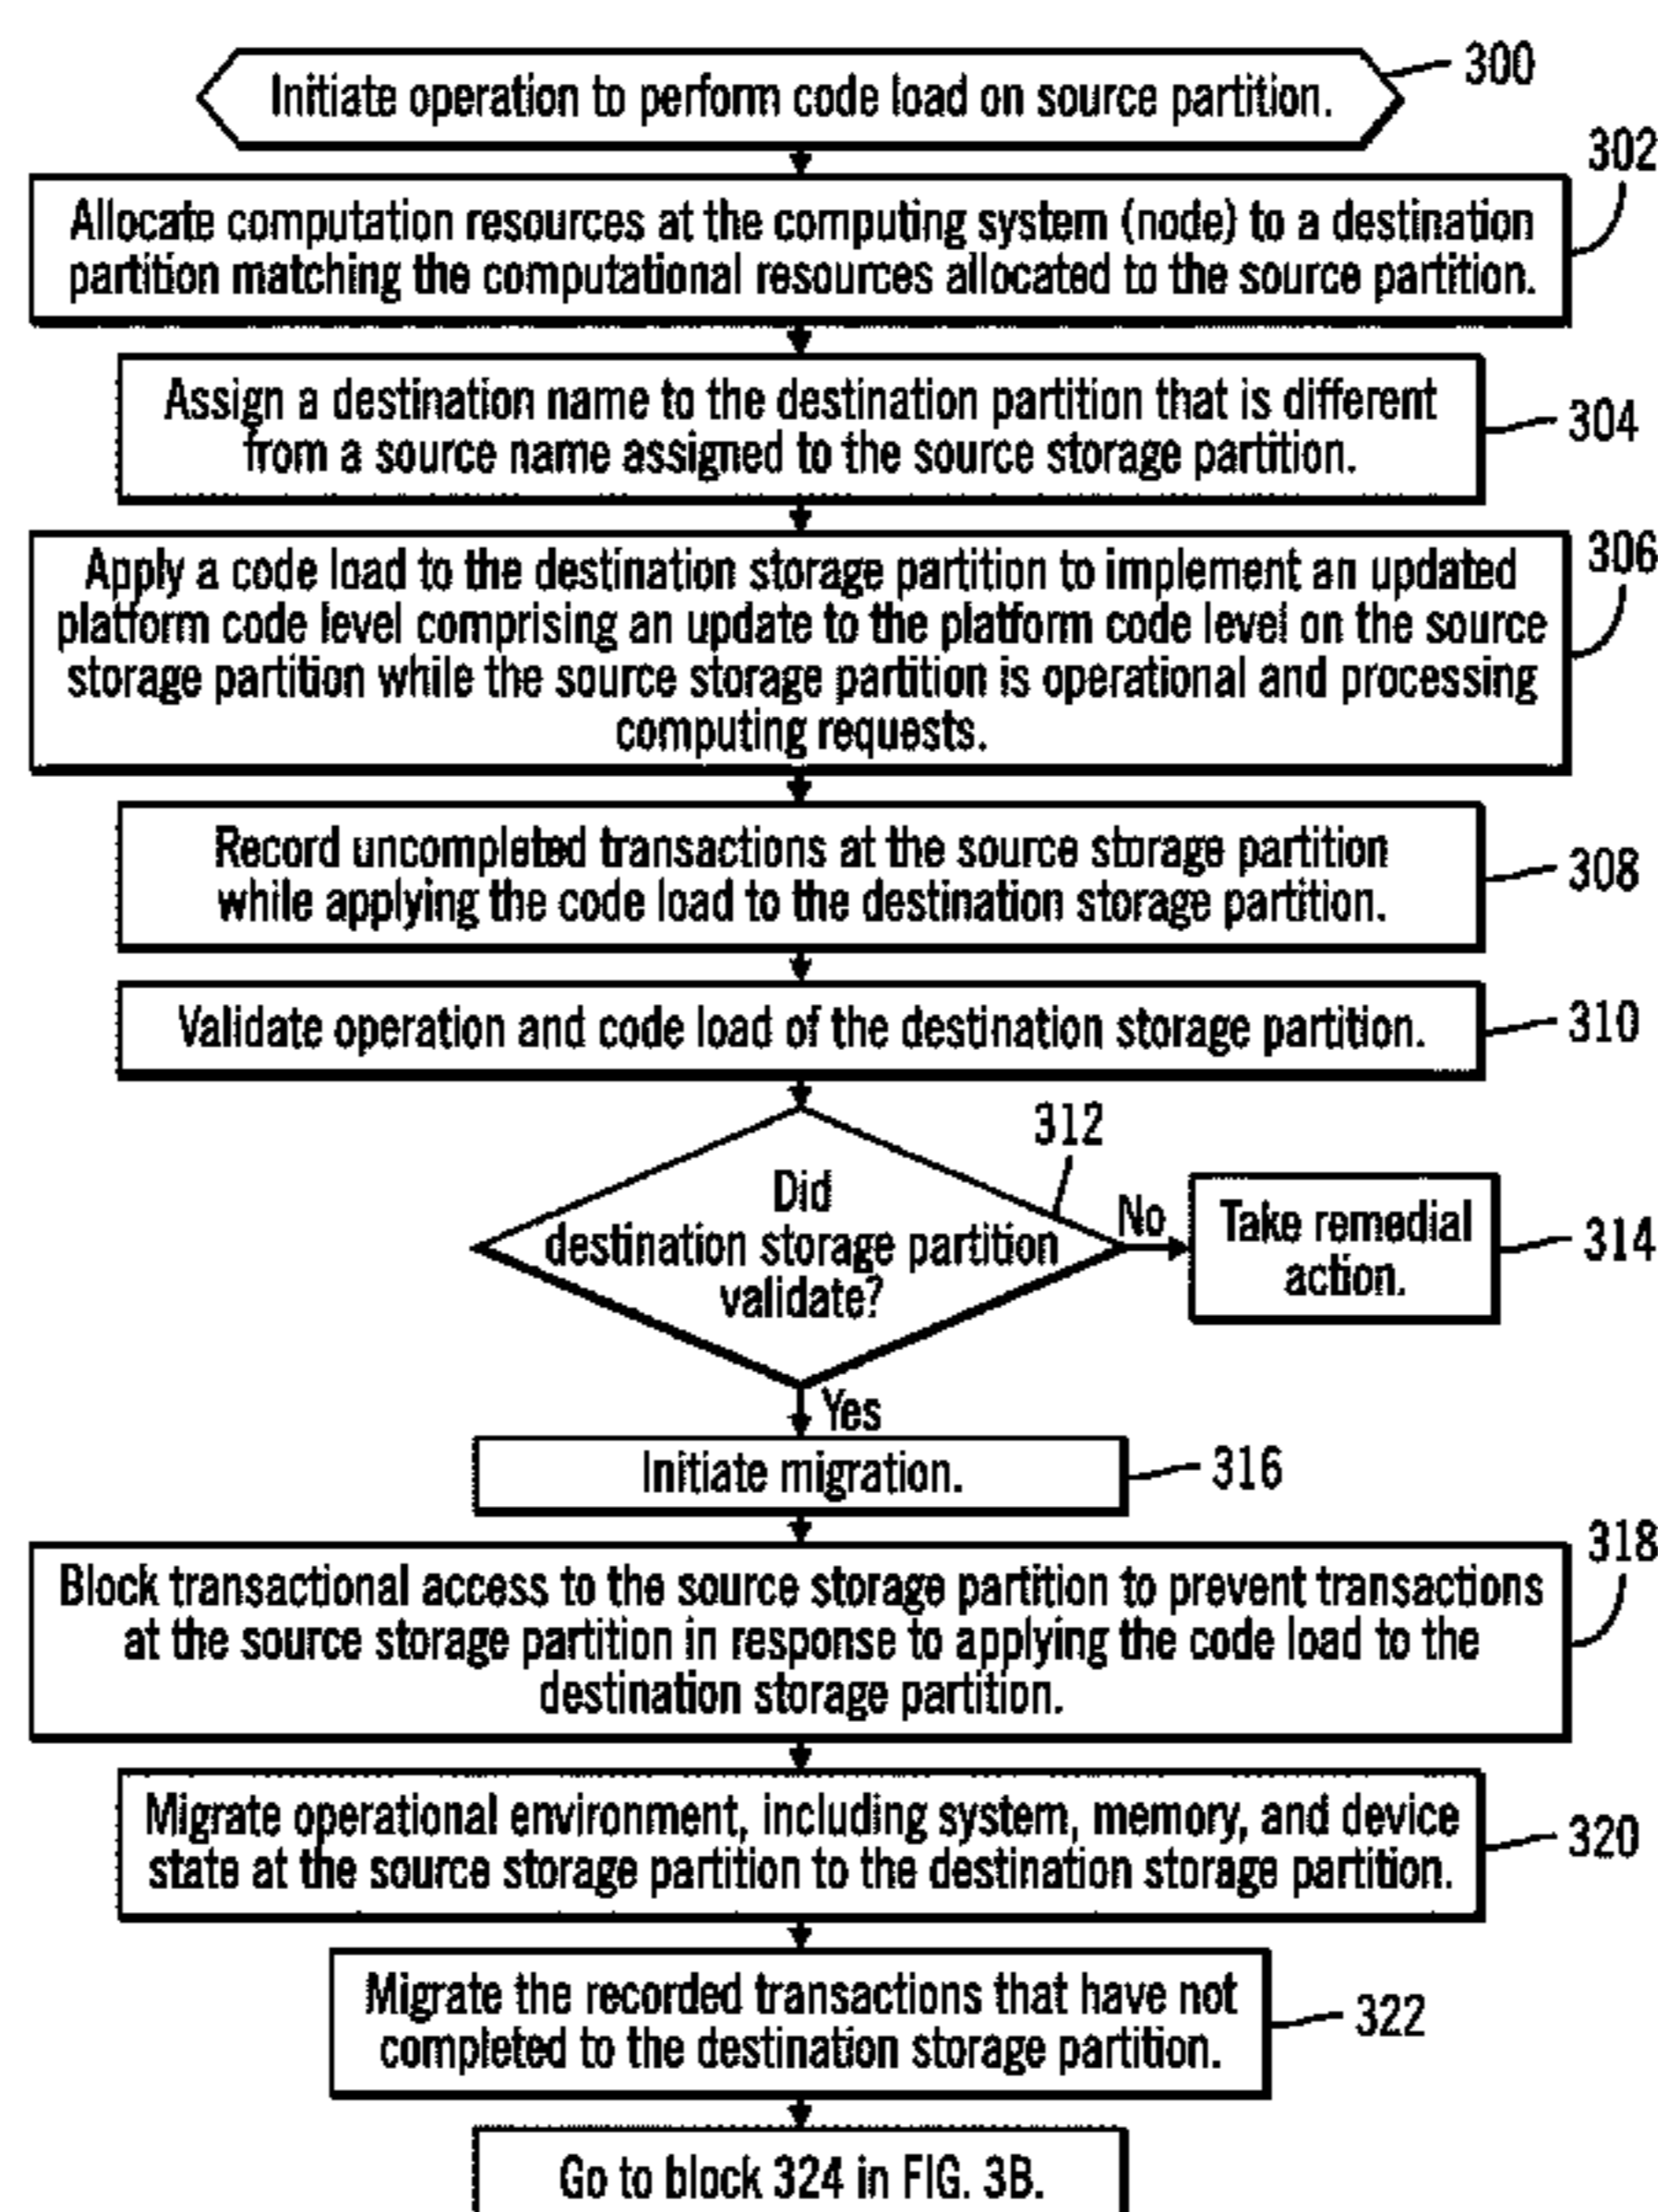 300
Initiate operation to perform code load on source partition.
302
Allocate computation resources at the computing system (node) to a destination
partition matching the computational resources allocated to the source partition.
Assign a destination name to the destination partition that is different
from a source name assigned to the source storage partition.
304
306
Apply a code load to the destination storage partition to implement an updated
platform code level comprising an update to the platform code level on the source
storage partition while the source storage partition is operational and processing
computing requests.
Record uncompleted transactions at the source storage partition
while applying the code load to the destination storage partition.
308
Validate operation and code load of the destination storage partition.
310
312
Did
destination storage partition
validate?
No
Take remedial
action.
314
Yes
Initiate migration.
316
318
Block transactional access to the source storage partition to prevent transactions
at the source storage partition in response to applying the code load to the
destination storage partition.
Migrate operational environment, including system, memory, and device
state at the source storage partition to the destination storage partition.
320
Migrate the recorded transactions that have not
completed to the destination storage partition.
322
Go to block 324 in FIG. 3B.